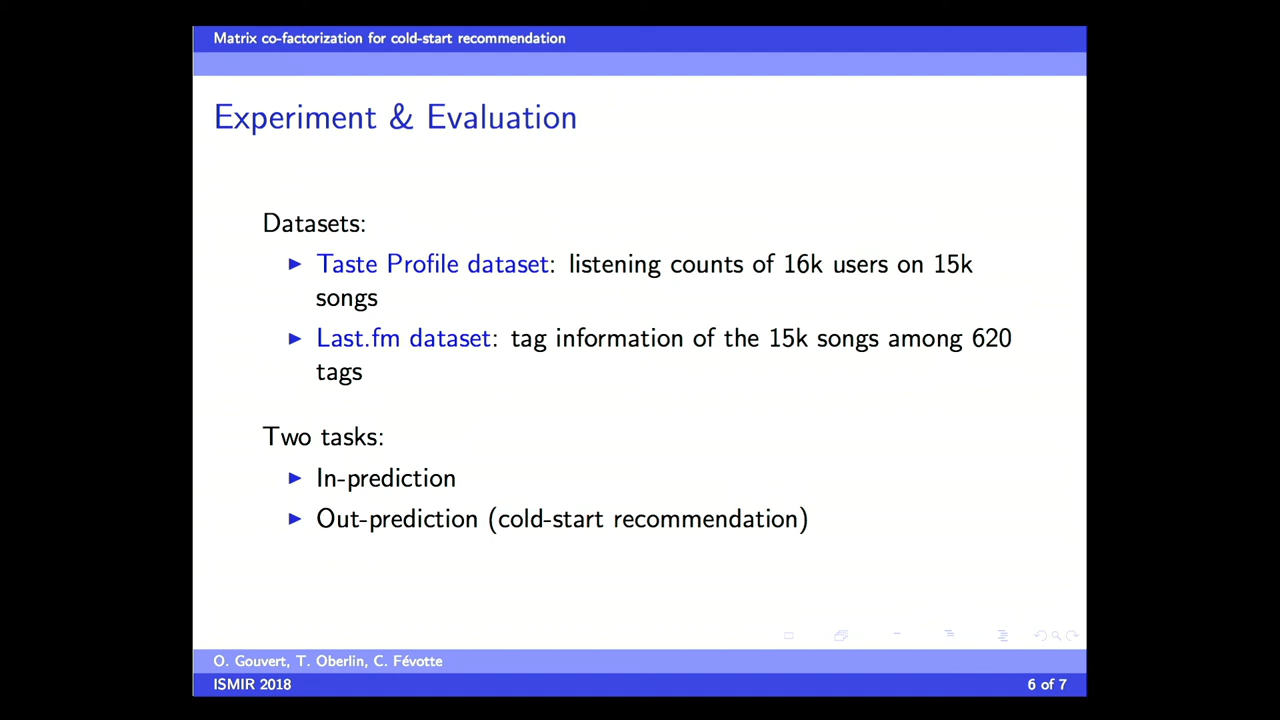 Matrix co-factorization for cold-start recommendation
Experiment & Evaluation
Datasets:
▶ Taste Profile dataset: listening counts of 16k users on 15k
songs
▶ Last.fm dataset: tag information of the 15k songs among 620
tags
Two tasks:
▶ In-prediction
▶ Out-prediction (cold-start recommendation)
O. Gouvert, T. Oberlin, C. Févotte
ISMIR 2018 6 of 7